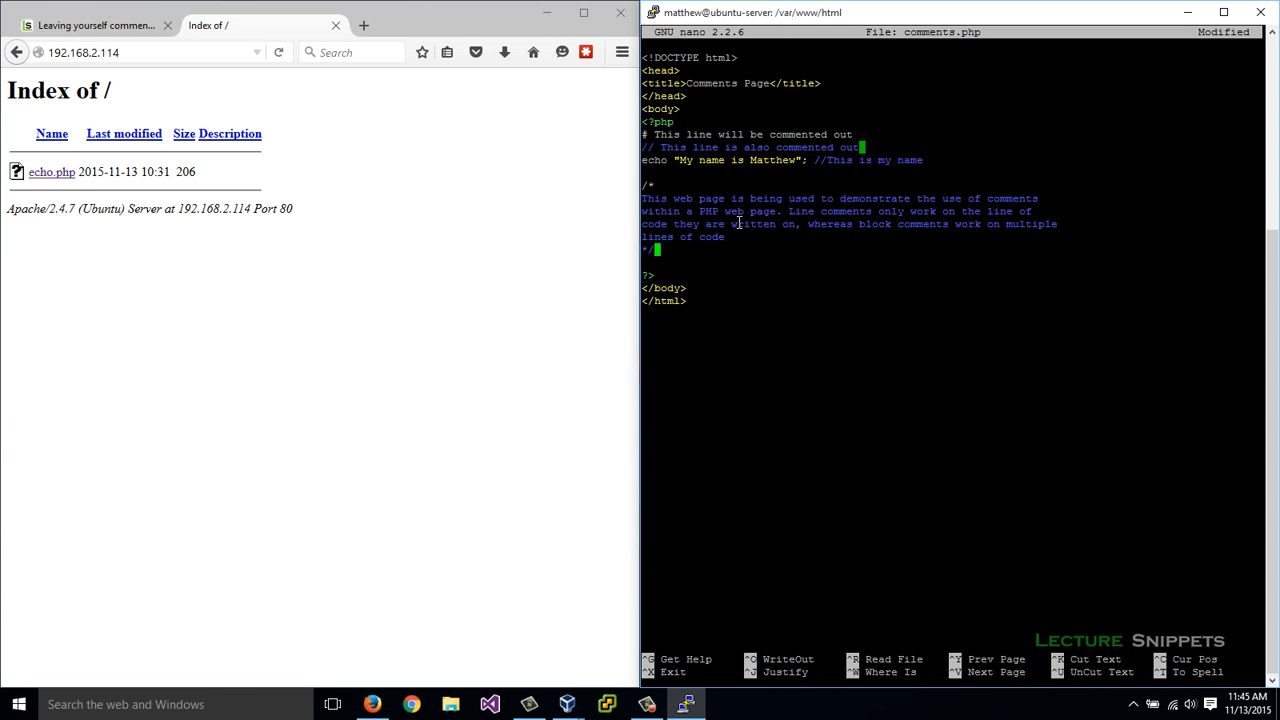 Leaving yourself commen...
Index of /
192.168.2.114
Search
Index of /
Name Last modified Size Description
echo.php 2015-11-13 10:31 206
Apache/2.4.7 (Ubuntu) Server at 192.168.2.114 Port 80
matthew@ubuntu-server: /var/www/html
GNU nano 2.2.6 File: comments.php Modified
<!DOCTYPE html>
<head>
<title>Comments Page</title>
</head>
<body>
<?php
# This line will be commented out
// This line is also commented out
echo "My name is Matthew"; //This is my name
/*
This web page is being used to demonstrate the use of comments
within a PHP web page. Line comments only work on the line of
code they are written on, whereas block comments work on multiple
lines of code
*/
?>
</body>
</html>
LECTURE SNIPPETS
^G Get Help ^O WriteOut ^R Read File ^Y Prev Page ^K Cut Text ^C Cur Pos
^X Exit ^J Justify ^W Where Is ^V Next Page ^U UnCut Text ^T To Spell
Search the web and Windows
11:45 AM
11/13/2015